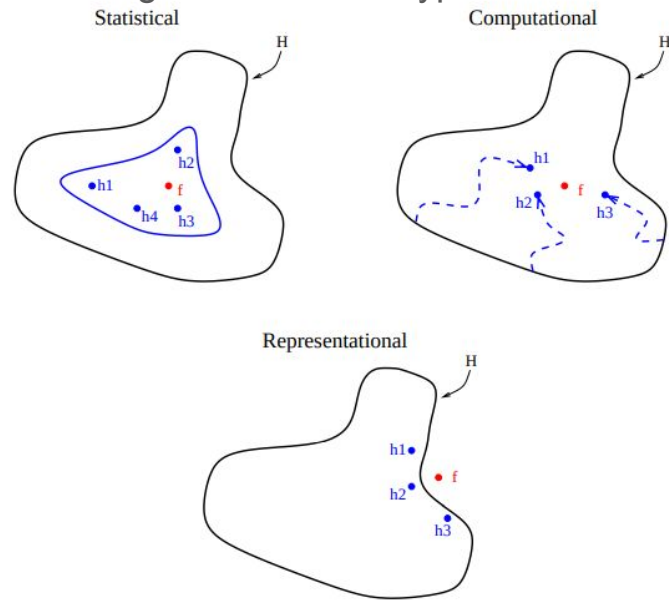 Statistical
H
h2
h1
f
h4
h3
Computational
H
h1
f
h2
h3
Representational
H
h1
f
h2
h3